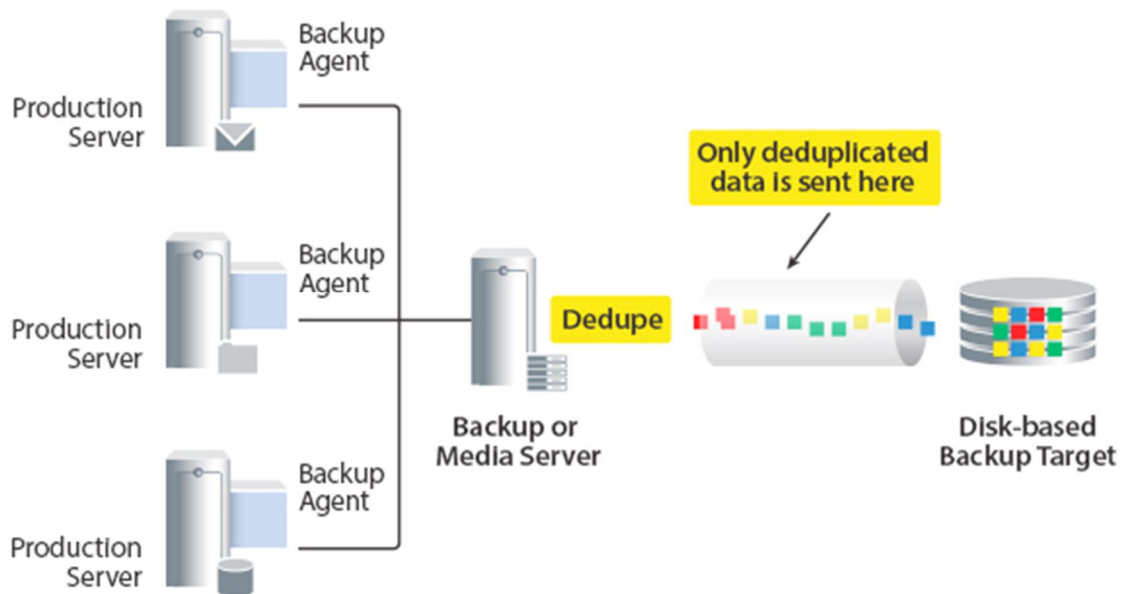 Backup
Agent
Production
Server
Only deduplicated
data is sent here
Backup
Agent
Production
Server
Dedupe
Backup or
Media Server
Disk-based
Backup Target
Backup
Agent
Production
Server